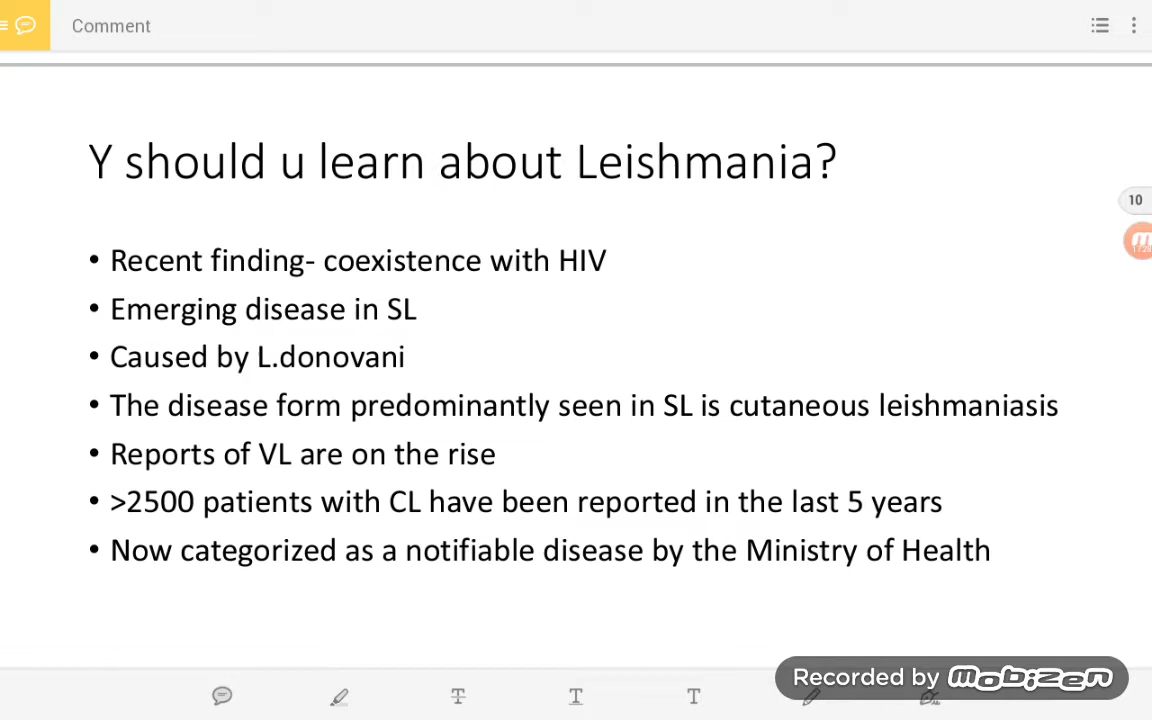 Comment
Y should u learn about Leishmania?
10
• Recent finding- coexistence with HIV
• Emerging disease in SL
• Caused by L.donovani
• The disease form predominantly seen in SL is cutaneous leishmaniasis
• Reports of VL are on the rise
• >2500 patients with CL have been reported in the last 5 years
• Now categorized as a notifiable disease by the Ministry of Health
Recorded by Mobizen
T T T